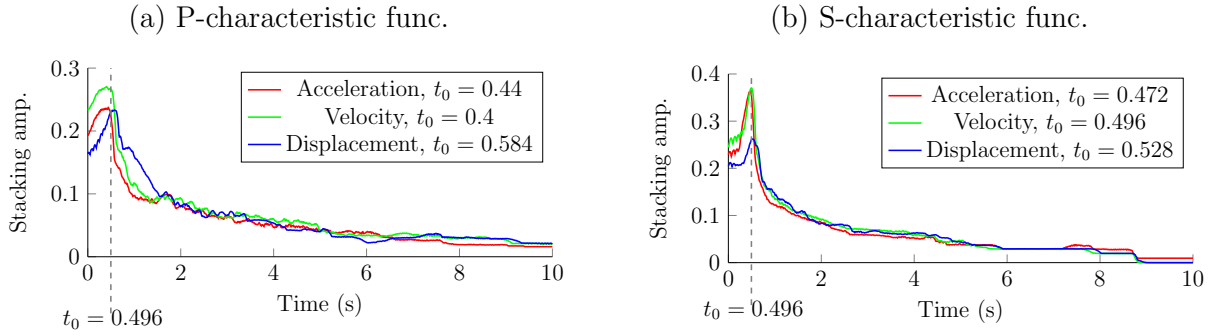 (a) P-characteristic func.
0.3
0.2
0.1
0
Stacking amp.
Acceleration, t₀ = 0.44
Velocity, t₀ = 0.4
Displacement, t₀ = 0.584
0 2 4 6 8 10
Time (s)
t₀ = 0.496
(b) S-characteristic func.
0.4
0.3
0.2
0.1
0
Stacking amp.
Acceleration, t₀ = 0.472
Velocity, t₀ = 0.496
Displacement, t₀ = 0.528
0 2 4 6 8 10
Time (s)
t₀ = 0.496